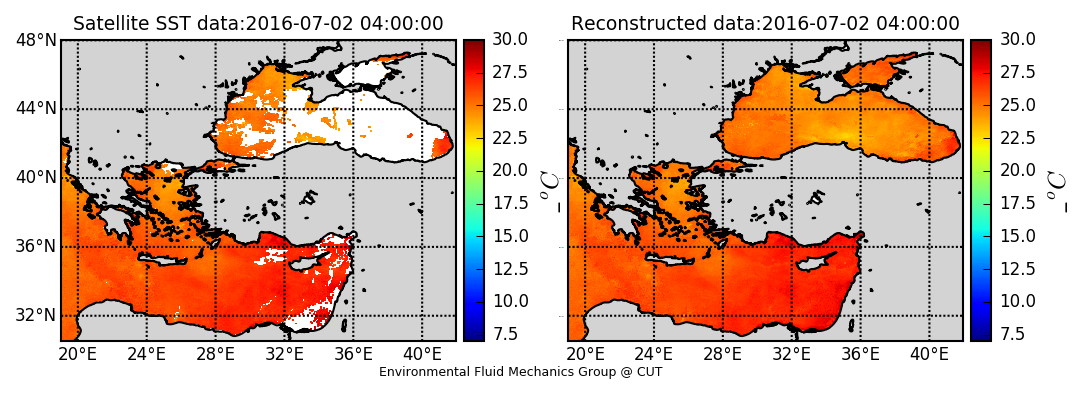 Satellite SST data:2016-07-02 04:00:00
48°N
44°N
40°N
36°N
32°N
20°E 24°E 28°E 32°E 36°E 40°E
30.0
27.5
25.0
22.5
20.0
17.5
15.0
12.5
10.0
7.5
_ °C
Reconstructed data:2016-07-02 04:00:00
20°E 24°E 28°E 32°E 36°E 40°E
30.0
27.5
25.0
22.5
20.0
17.5
15.0
12.5
10.0
7.5
_ °C
Environmental Fluid Mechanics Group @ CUT